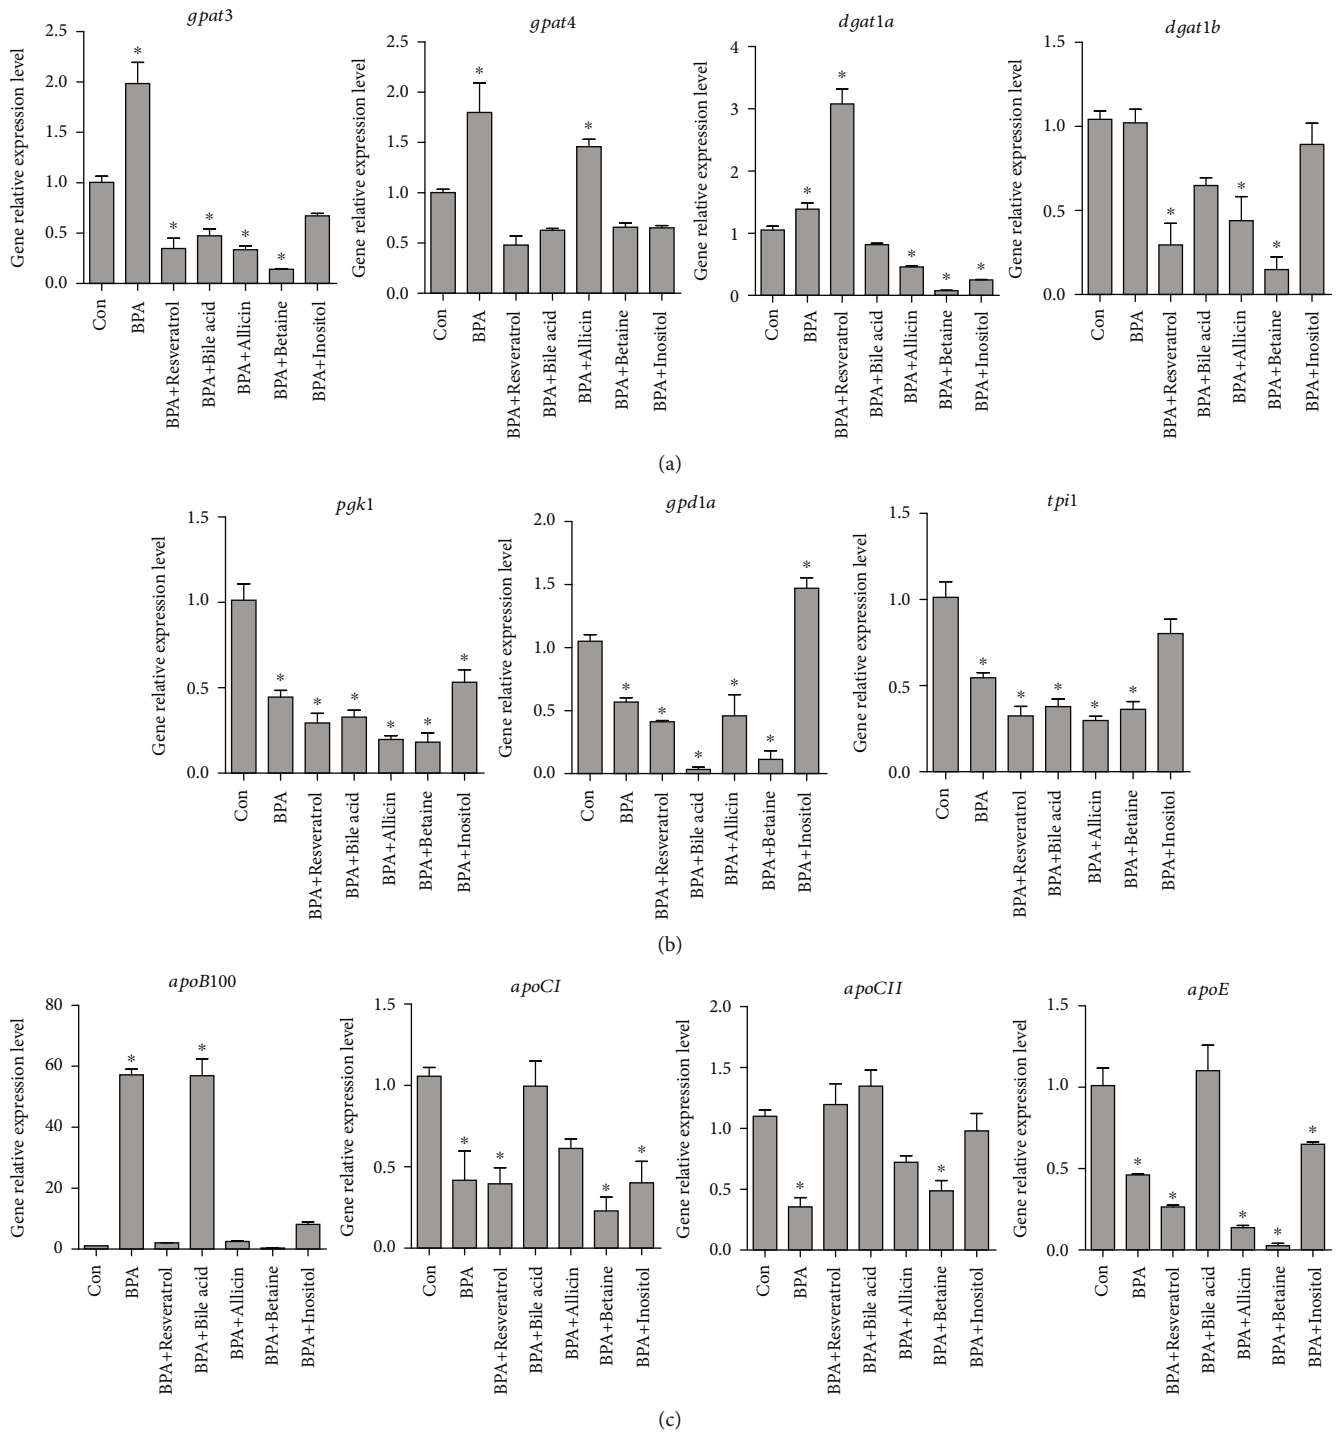 gpat3
Gene relative expression level
2.5
2.0
1.5
1.0
0.5
0.0
* * * * *
Con
BPA
BPA+Resveratrol
BPA+Bile acid
BPA+Allicin
BPA+Betaine
BPA+Inositol
gpat4
Gene relative expression level
2.5
2.0
1.5
1.0
0.5
0.0
* *
Con
BPA
BPA+Resveratrol
BPA+Bile acid
BPA+Allicin
BPA+Betaine
BPA+Inositol
dgat1a
Gene relative expression level
4
3
2
1
0
* * * * *
Con
BPA
BPA+Resveratrol
BPA+Bile acid
BPA+Allicin
BPA+Betaine
BPA+Inositol
dgat1b
Gene relative expression level
1.5
1.0
0.5
0.0
* * *
Con
BPA
BPA+Resveratrol
BPA+Bile acid
BPA+Allicin
BPA+Betaine
BPA+Inositol
(a)
pgk1
Gene relative expression level
1.5
1.0
0.5
0.0
* * * * * *
Con
BPA
BPA+Resveratrol
BPA+Bile acid
BPA+Allicin
BPA+Betaine
BPA+Inositol
gpd1a
Gene relative expression level
2.0
1.5
1.0
0.5
0.0
* * * * * *
Con
BPA
BPA+Resveratrol
BPA+Bile acid
BPA+Allicin
BPA+Betaine
BPA+Inositol
tpi1
Gene relative expression level
1.5
1.0
0.5
0.0
* * * * *
Con
BPA
BPA+Resveratrol
BPA+Bile acid
BPA+Allicin
BPA+Betaine
BPA+Inositol
(b)
apoB100
Gene relative expression level
80
60
40
20
0
* *
Con
BPA
BPA+Resveratrol
BPA+Bile acid
BPA+Allicin
BPA+Betaine
BPA+Inositol
apoCI
Gene relative expression level
1.5
1.0
0.5
0.0
* * * *
Con
BPA
BPA+Resveratrol
BPA+Bile acid
BPA+Allicin
BPA+Betaine
BPA+Inositol
apoCII
Gene relative expression level
2.0
1.5
1.0
0.5
0.0
* *
Con
BPA
BPA+Resveratrol
BPA+Bile acid
BPA+Allicin
BPA+Betaine
BPA+Inositol
apoE
Gene relative expression level
1.5
1.0
0.5
0.0
* * * * *
Con
BPA
BPA+Resveratrol
BPA+Bile acid
BPA+Allicin
BPA+Betaine
BPA+Inositol
(c)